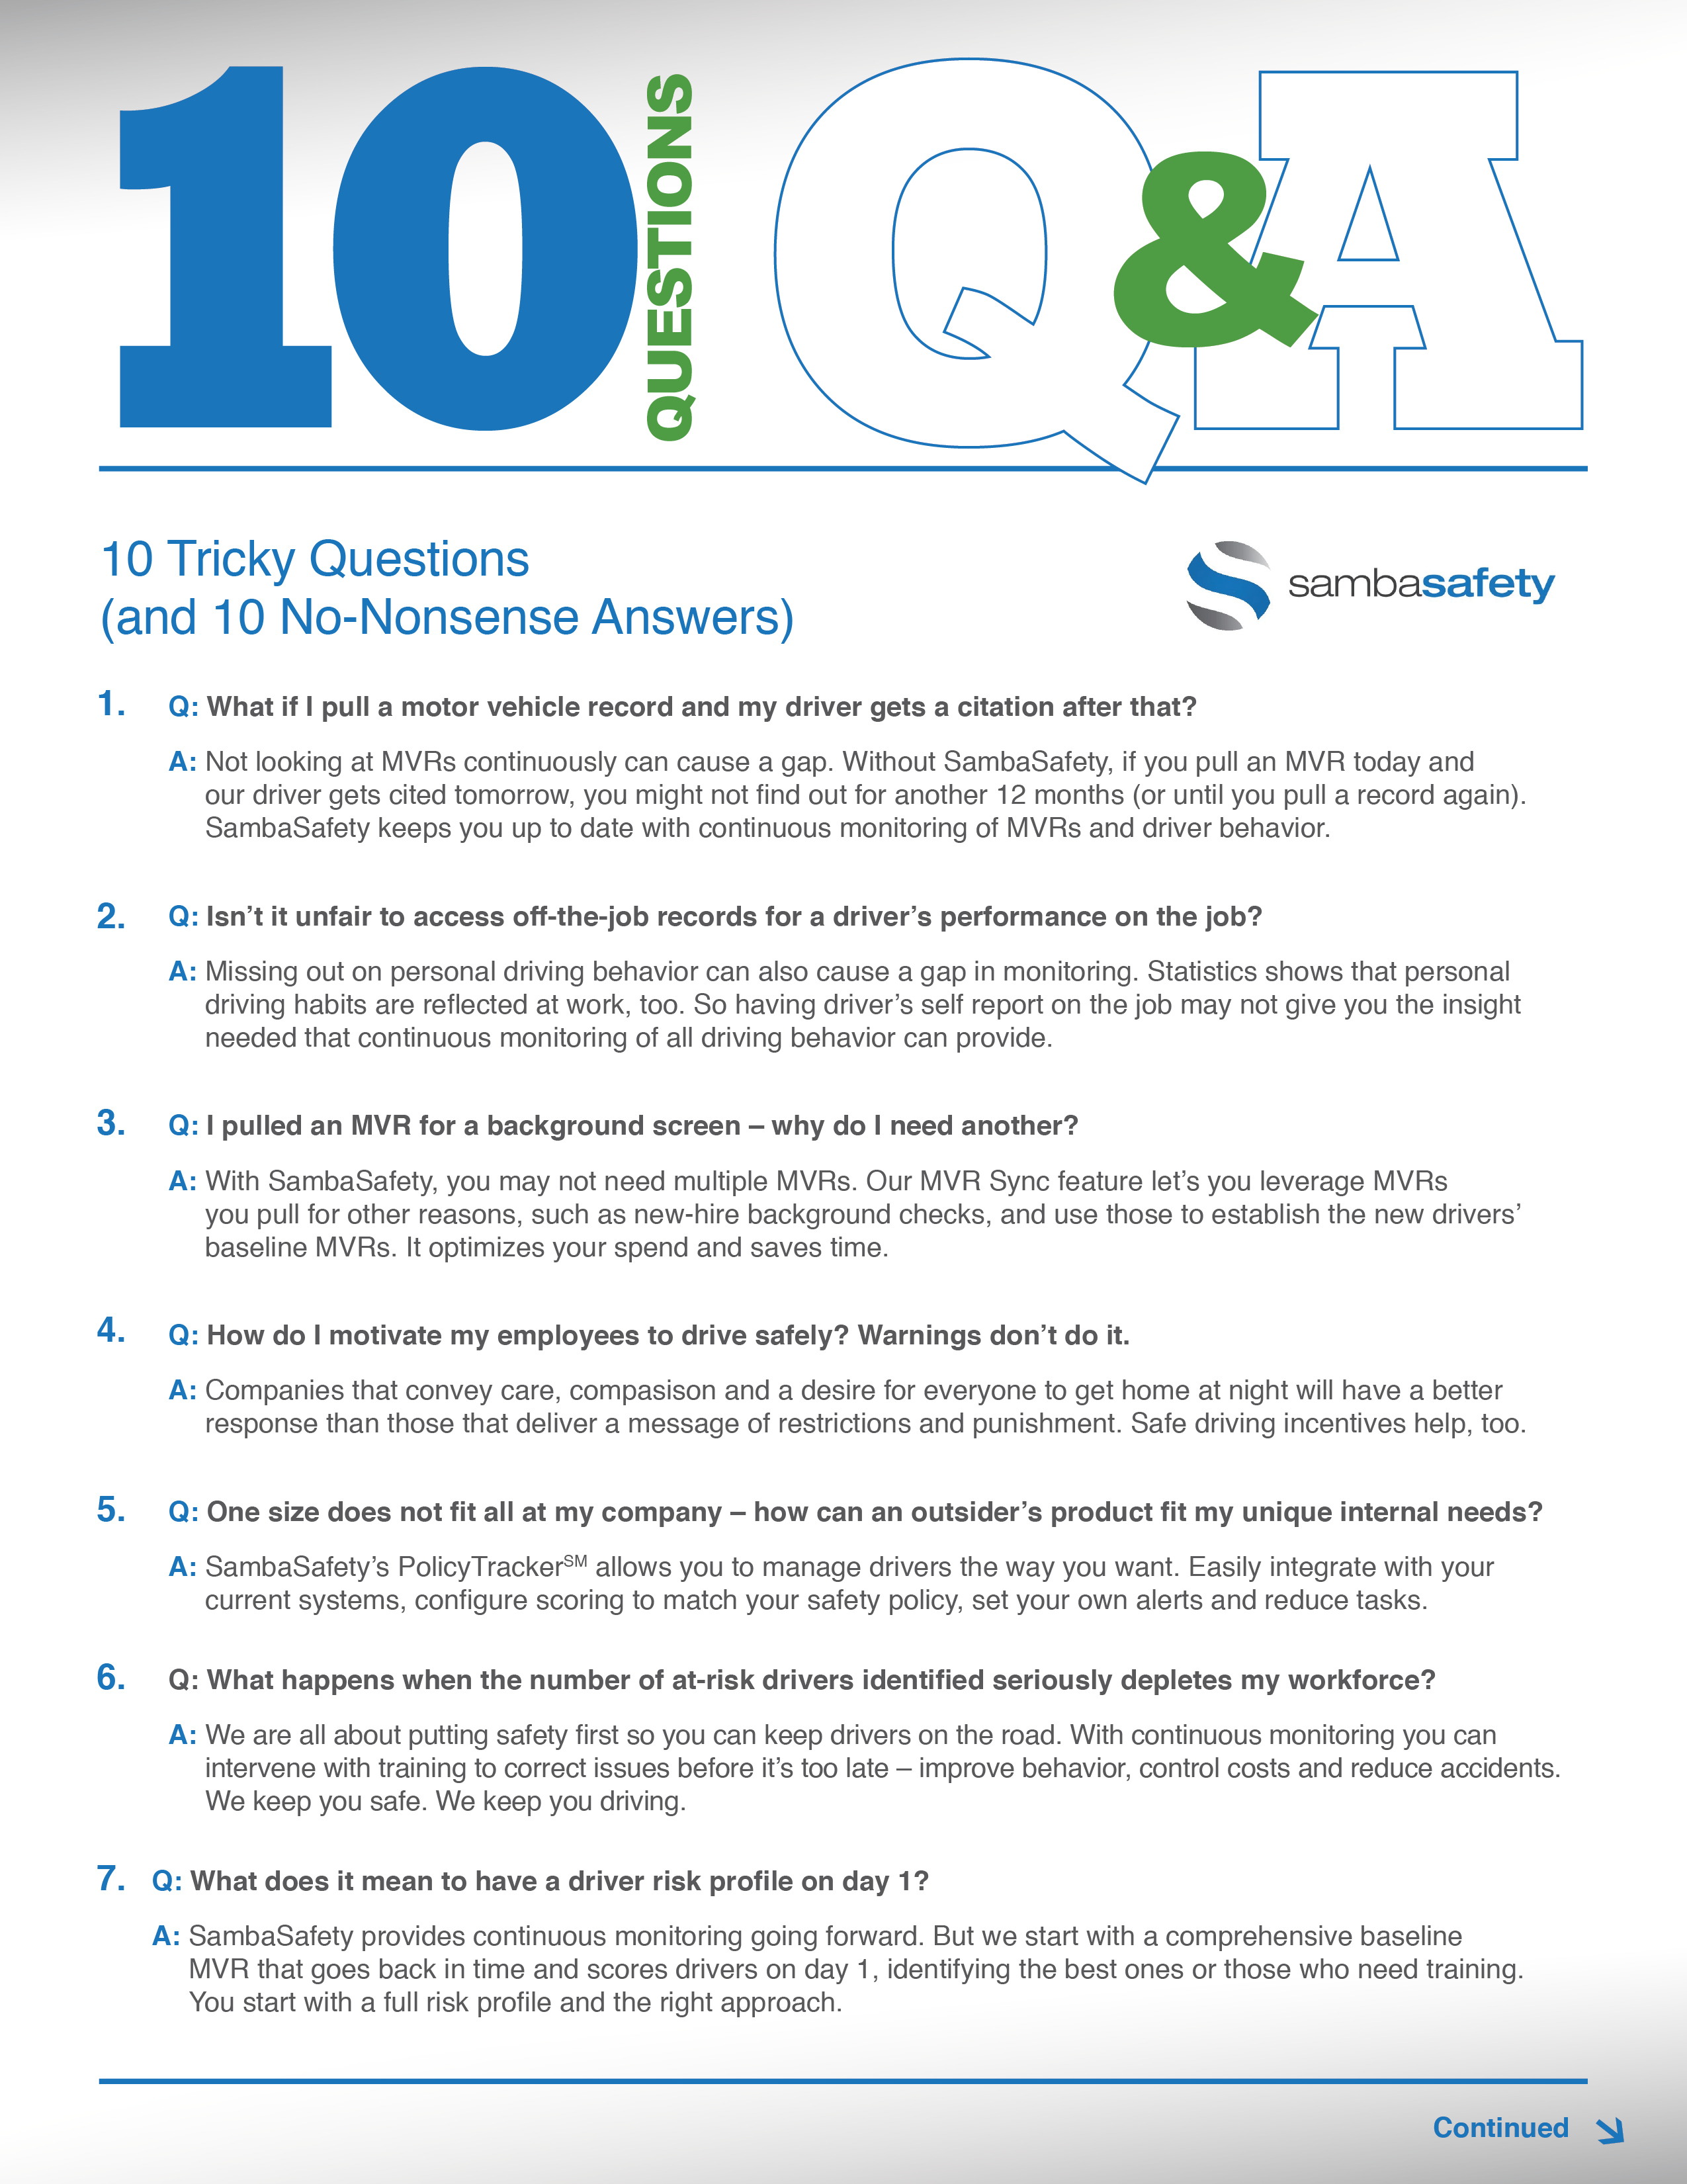 10 QUESTIONS Q&A
10 Tricky Questions
(and 10 No-Nonsense Answers)
sambasafety
1. Q: What if I pull a motor vehicle record and my driver gets a citation after that?
A: Not looking at MVRs continuously can cause a gap. Without SambaSafety, if you pull an MVR today and
our driver gets cited tomorrow, you might not find out for another 12 months (or until you pull a record again).
SambaSafety keeps you up to date with continuous monitoring of MVRs and driver behavior.
2. Q: Isn’t it unfair to access off-the-job records for a driver’s performance on the job?
A: Missing out on personal driving behavior can also cause a gap in monitoring. Statistics shows that personal
driving habits are reflected at work, too. So having driver’s self report on the job may not give you the insight
needed that continuous monitoring of all driving behavior can provide.
3. Q: I pulled an MVR for a background screen – why do I need another?
A: With SambaSafety, you may not need multiple MVRs. Our MVR Sync feature let’s you leverage MVRs
you pull for other reasons, such as new-hire background checks, and use those to establish the new drivers’
baseline MVRs. It optimizes your spend and saves time.
4. Q: How do I motivate my employees to drive safely? Warnings don’t do it.
A: Companies that convey care, compasison and a desire for everyone to get home at night will have a better
response than those that deliver a message of restrictions and punishment. Safe driving incentives help, too.
5. Q: One size does not fit all at my company – how can an outsider’s product fit my unique internal needs?
A: SambaSafety’s PolicyTrackerSM allows you to manage drivers the way you want. Easily integrate with your
current systems, configure scoring to match your safety policy, set your own alerts and reduce tasks.
6. Q: What happens when the number of at-risk drivers identified seriously depletes my workforce?
A: We are all about putting safety first so you can keep drivers on the road. With continuous monitoring you can
intervene with training to correct issues before it’s too late – improve behavior, control costs and reduce accidents.
We keep you safe. We keep you driving.
7. Q: What does it mean to have a driver risk profile on day 1?
A: SambaSafety provides continuous monitoring going forward. But we start with a comprehensive baseline
MVR that goes back in time and scores drivers on day 1, identifying the best ones or those who need training.
You start with a full risk profile and the right approach.
Continued